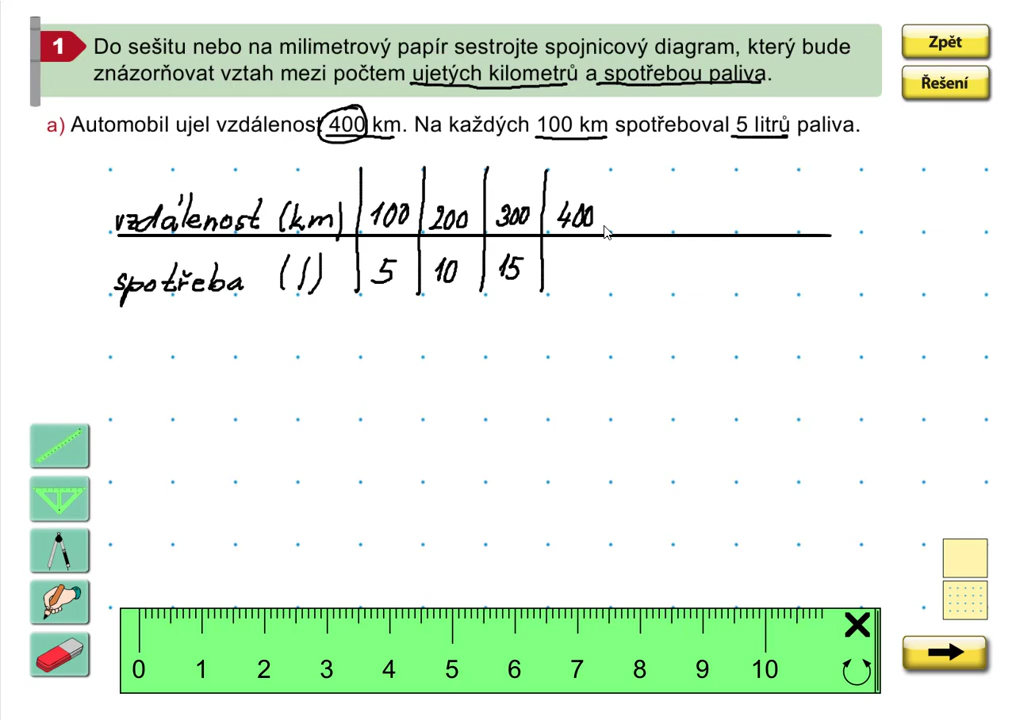 1 Do sešitu nebo na milimetrový papír sestrojte spojnicový diagram, který bude
znázorňovat vztah mezi počtem ujetých kilometrů a spotřebou paliva.
Zpět
Řešení
a) Automobil ujel vzdálenost 400 km. Na každých 100 km spotřeboval 5 litrů paliva.
vzdálenost (km) 100 200 300 400
spotřeba (l) 5 10 15
0 1 2 3 4 5 6 7 8 9 10